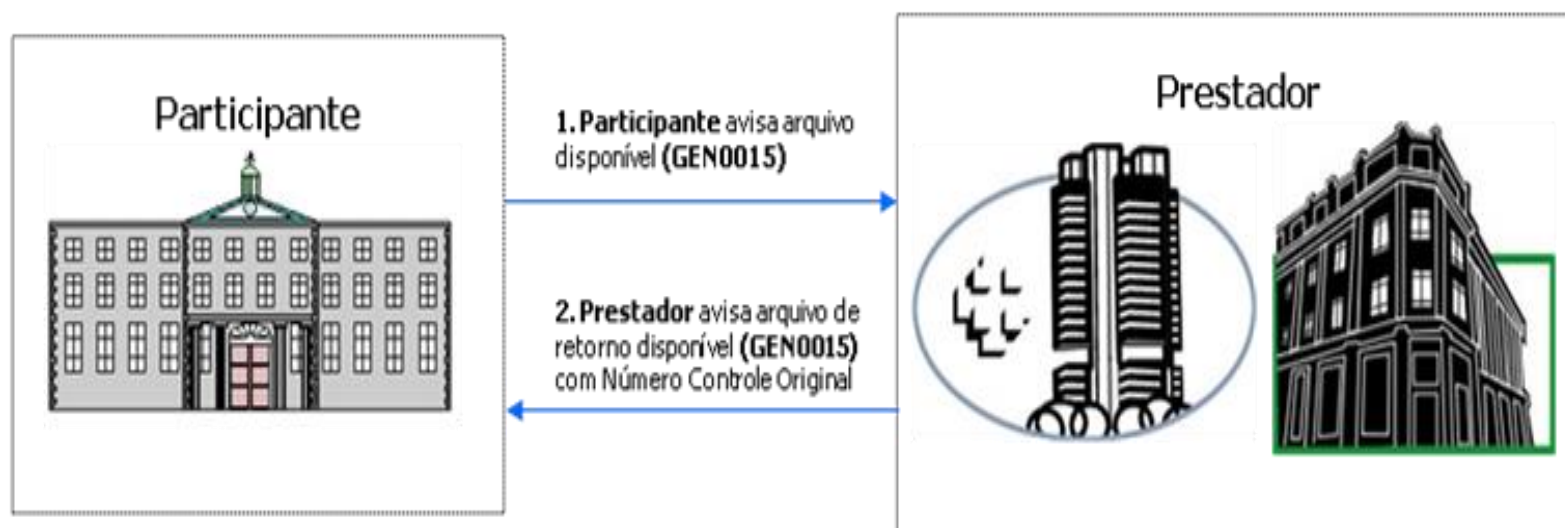 Participante
1. Participante avisa arquivo
disponível (GEN0015)
2. Prestador avisa arquivo de
retorno disponível (GEN0015)
com Número Controle Original
Prestador